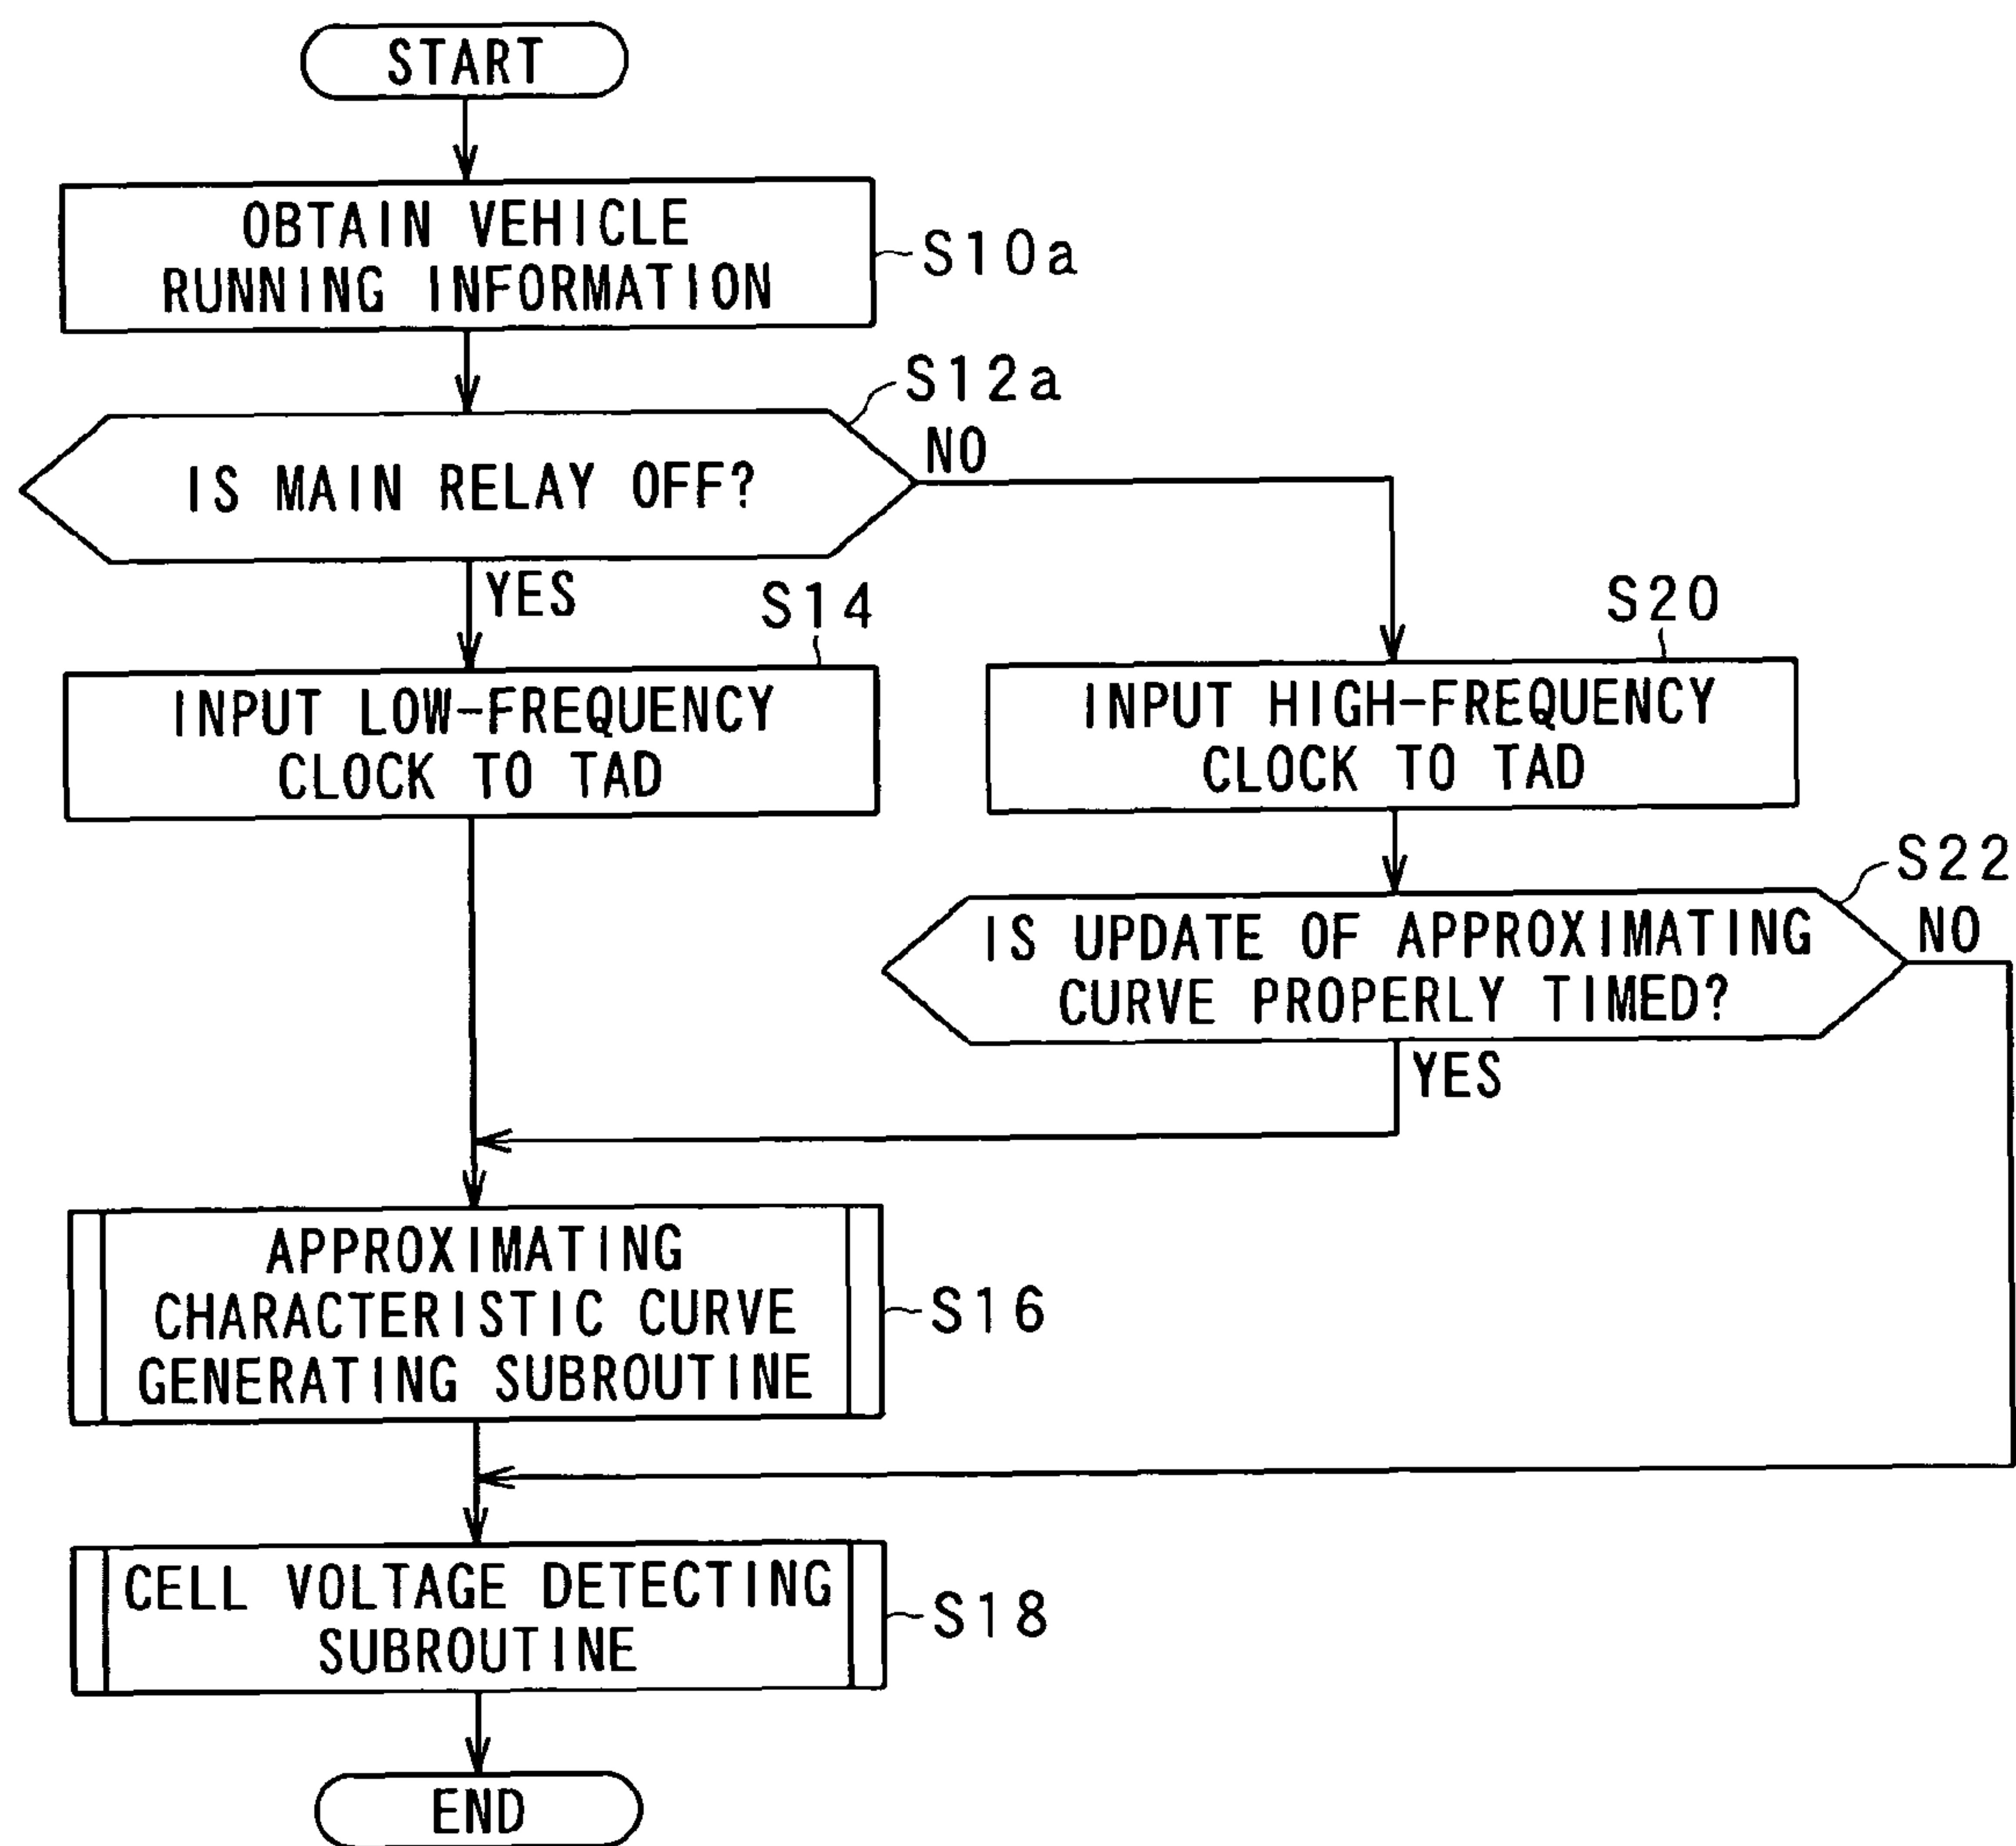 START
OBTAIN VEHICLE
RUNNING INFORMATION
S10a
S12a
IS MAIN RELAY OFF?
NO
YES
S14
INPUT LOW-FREQUENCY
CLOCK TO TAD
S20
INPUT HIGH-FREQUENCY
CLOCK TO TAD
S22
IS UPDATE OF APPROXIMATING
CURVE PROPERLY TIMED?
NO
YES
APPROXIMATING
CHARACTERISTIC CURVE
GENERATING SUBROUTINE
S16
CELL VOLTAGE DETECTING
SUBROUTINE
S18
END